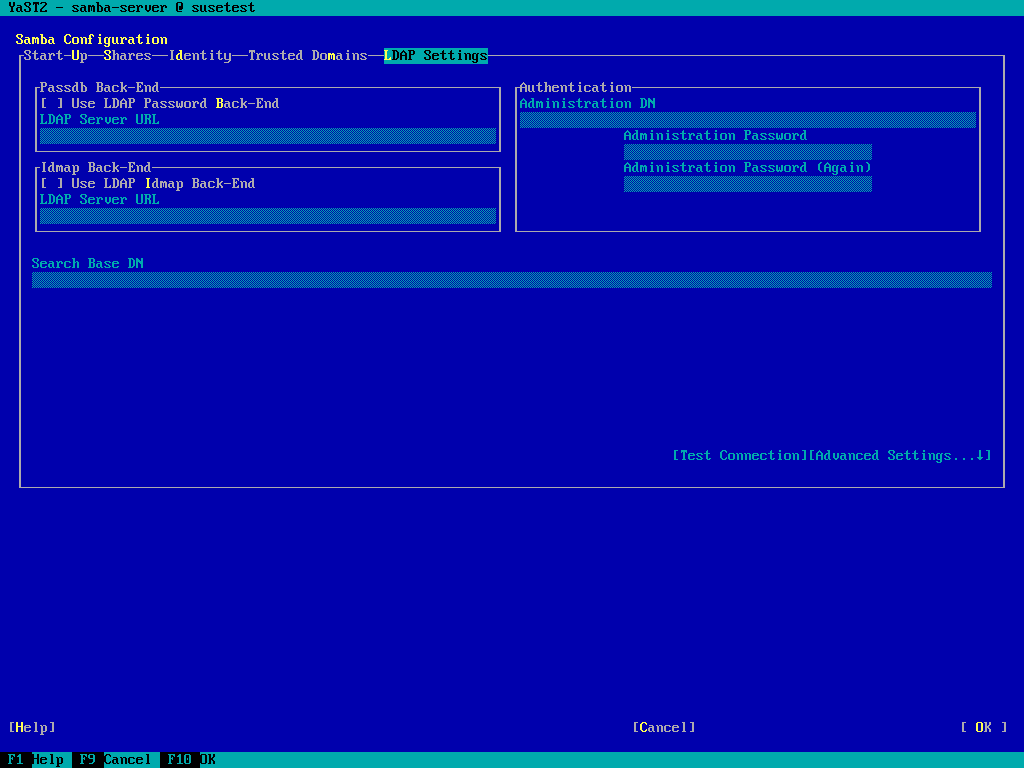 YaST2 - samba-server @ susetest
Samba Configuration
Start-Up Shares Identity Trusted Domains LDAP Settings
Passdb Back-End
[ ] Use LDAP Password Back-End
LDAP Server URL
Idmap Back-End
[ ] Use LDAP Idmap Back-End
LDAP Server URL
Authentication
Administration DN
Administration Password
Administration Password (Again)
Search Base DN
[Test Connection][Advanced Settings...↓]
[Help] [Cancel] [ OK ]
F1 Help F9 Cancel F10 OK